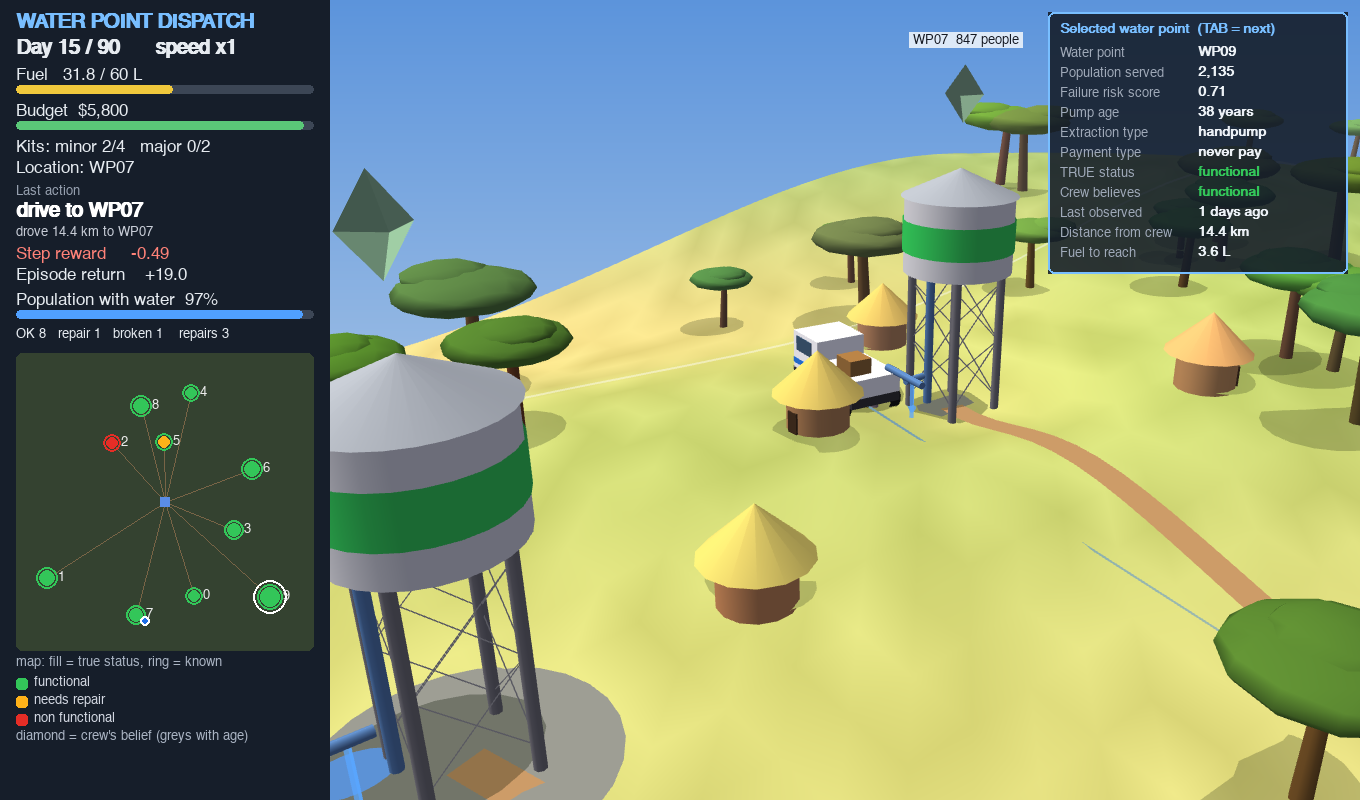 WATER POINT DISPATCH
Day 15 / 90 speed x1
Fuel 31.8 / 60 L
Budget $5,800
Kits: minor 2/4 major 0/2
Location: WP07
Last action
drive to WP07
drove 14.4 km to WP07
Step reward -0.49
Episode return +19.0
Population with water 97%
OK 8 repair 1 broken 1 repairs 3
4
8
2
5
6
3
1
0
9
7
map: fill = true status, ring = known
functional
needs repair
non functional
diamond = crew's belief (greys with age)
WP07 847 people
Selected water point (TAB = next)
Water point WP09
Population served 2,135
Failure risk score 0.71
Pump age 38 years
Extraction type handpump
Payment type never pay
TRUE status functional
Crew believes functional
Last observed 1 days ago
Distance from crew 14.4 km
Fuel to reach 3.6 L